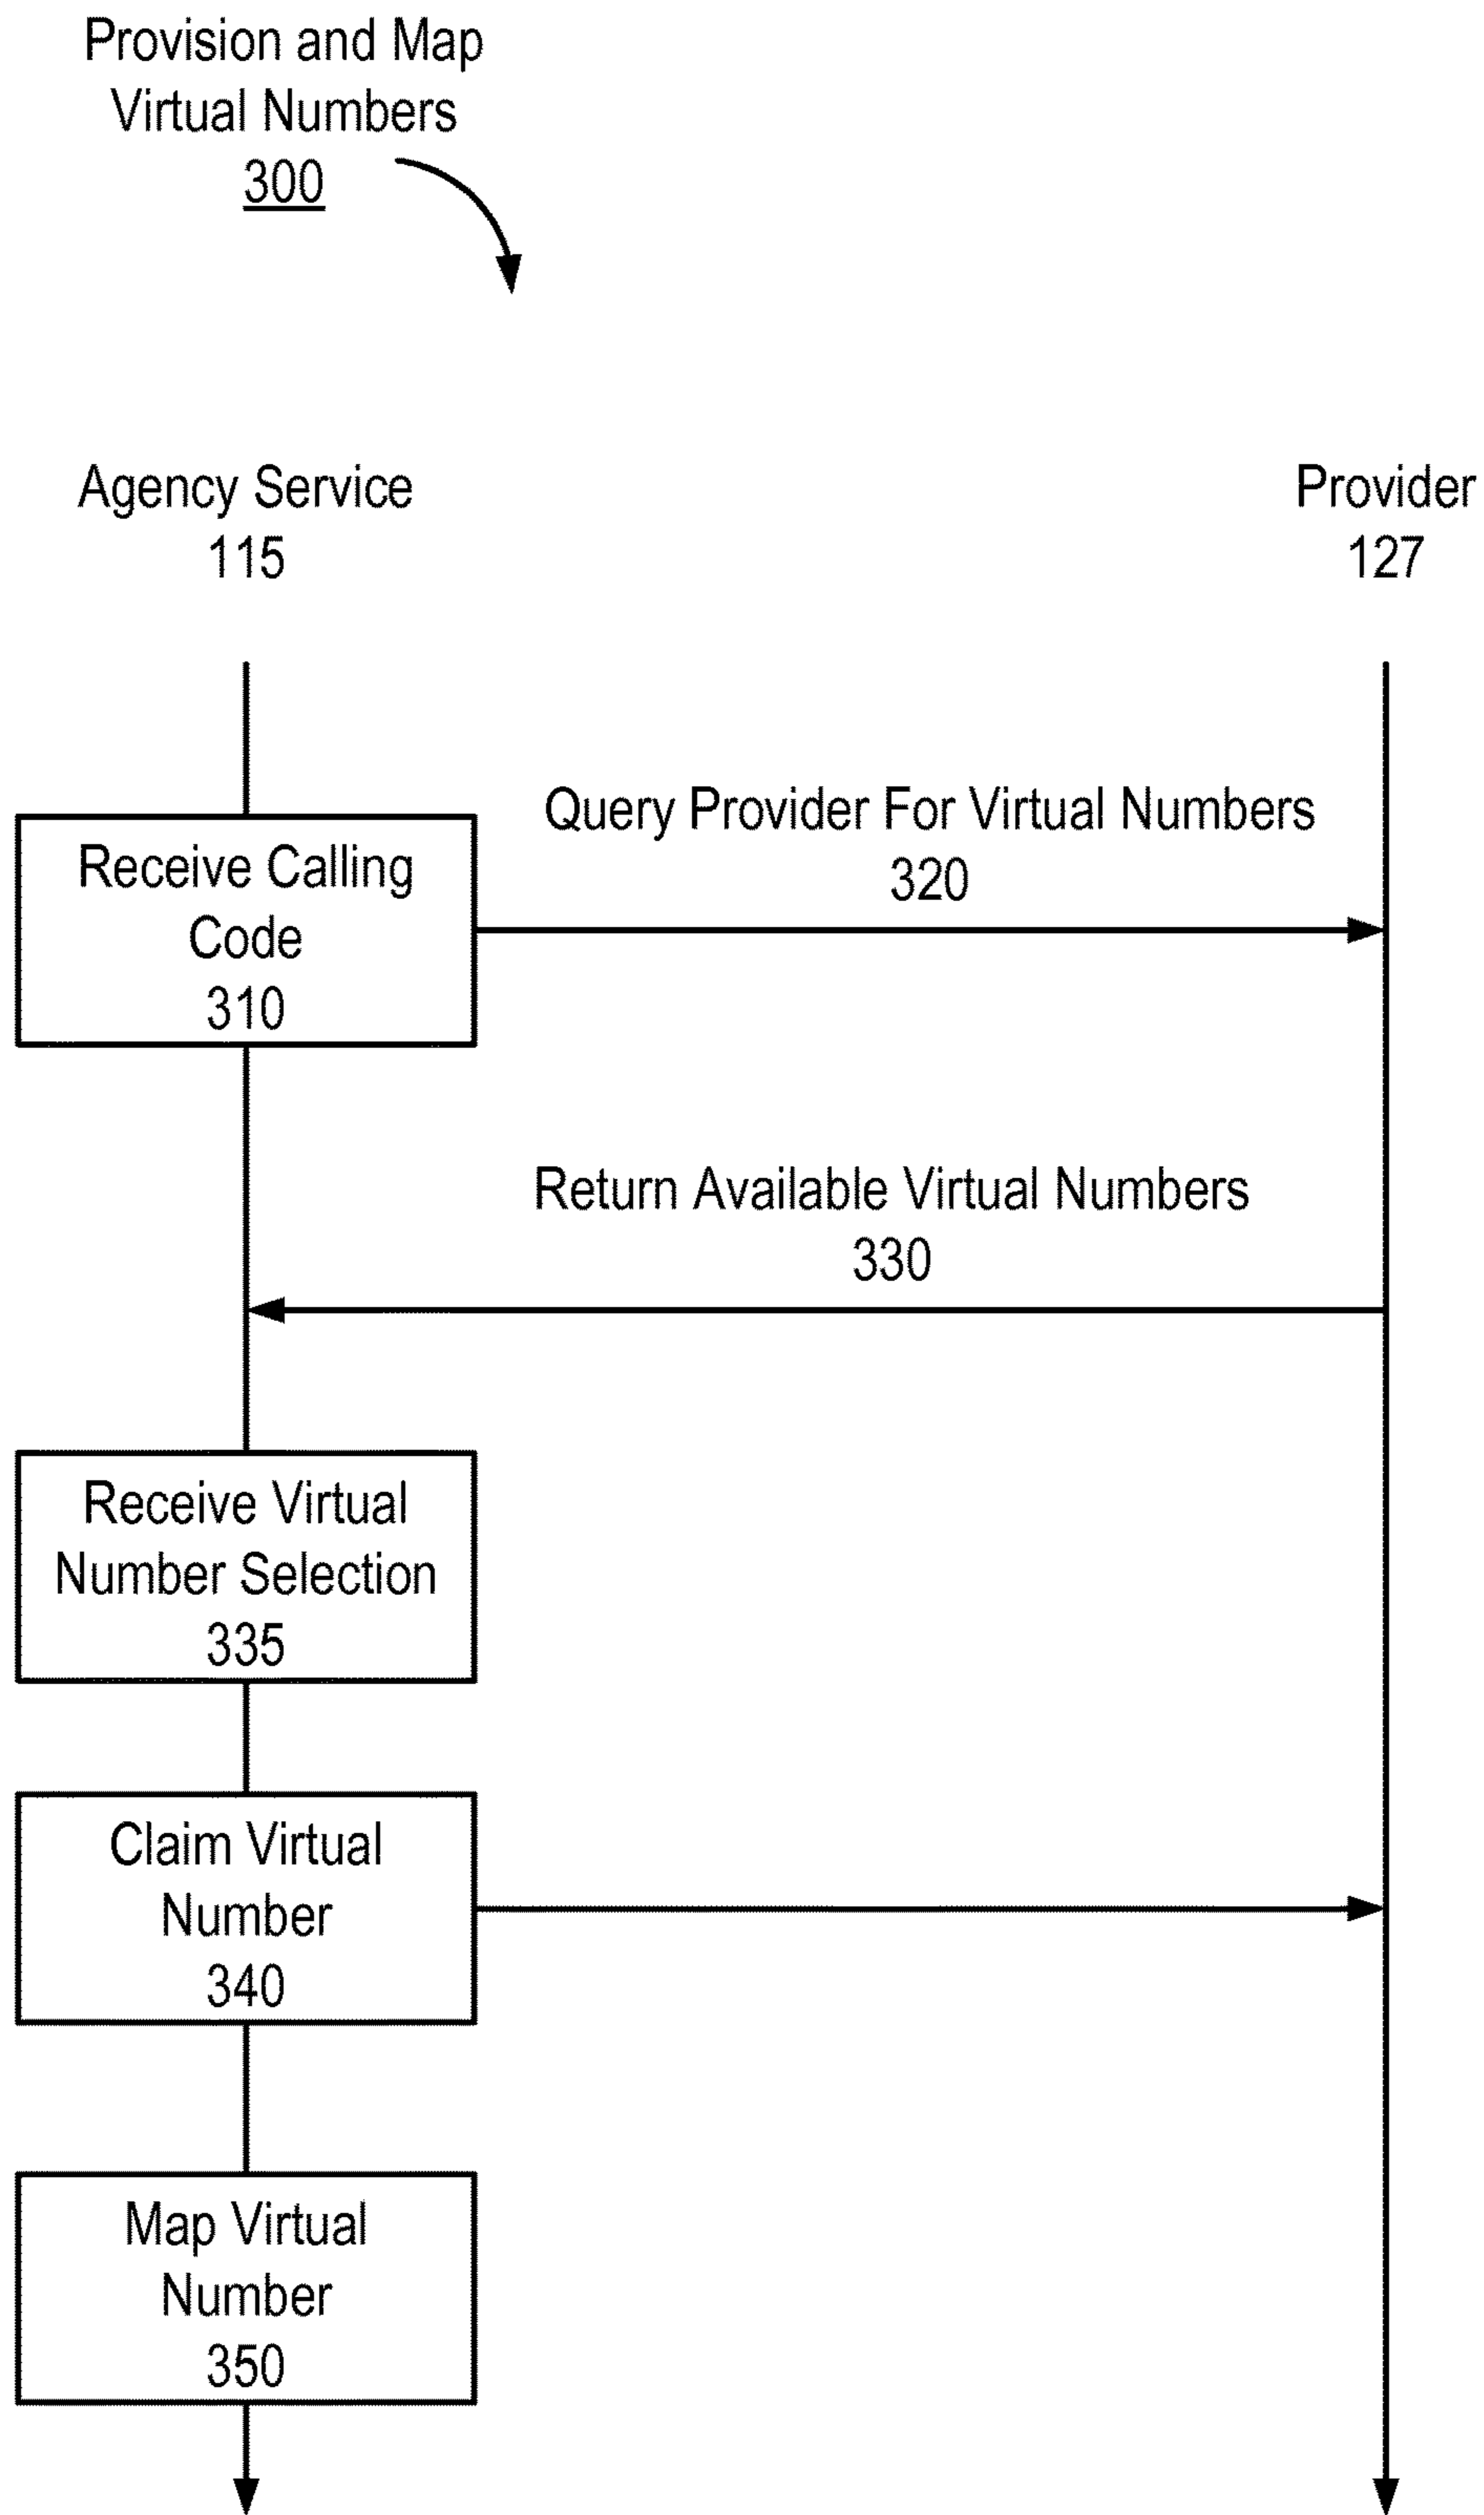 Provision and Map
Virtual Numbers
300
Agency Service
115
Provider
127
Query Provider For Virtual Numbers
320
Receive Calling
Code
310
Return Available Virtual Numbers
330
Receive Virtual
Number Selection
335
Claim Virtual
Number
340
Map Virtual
Number
350